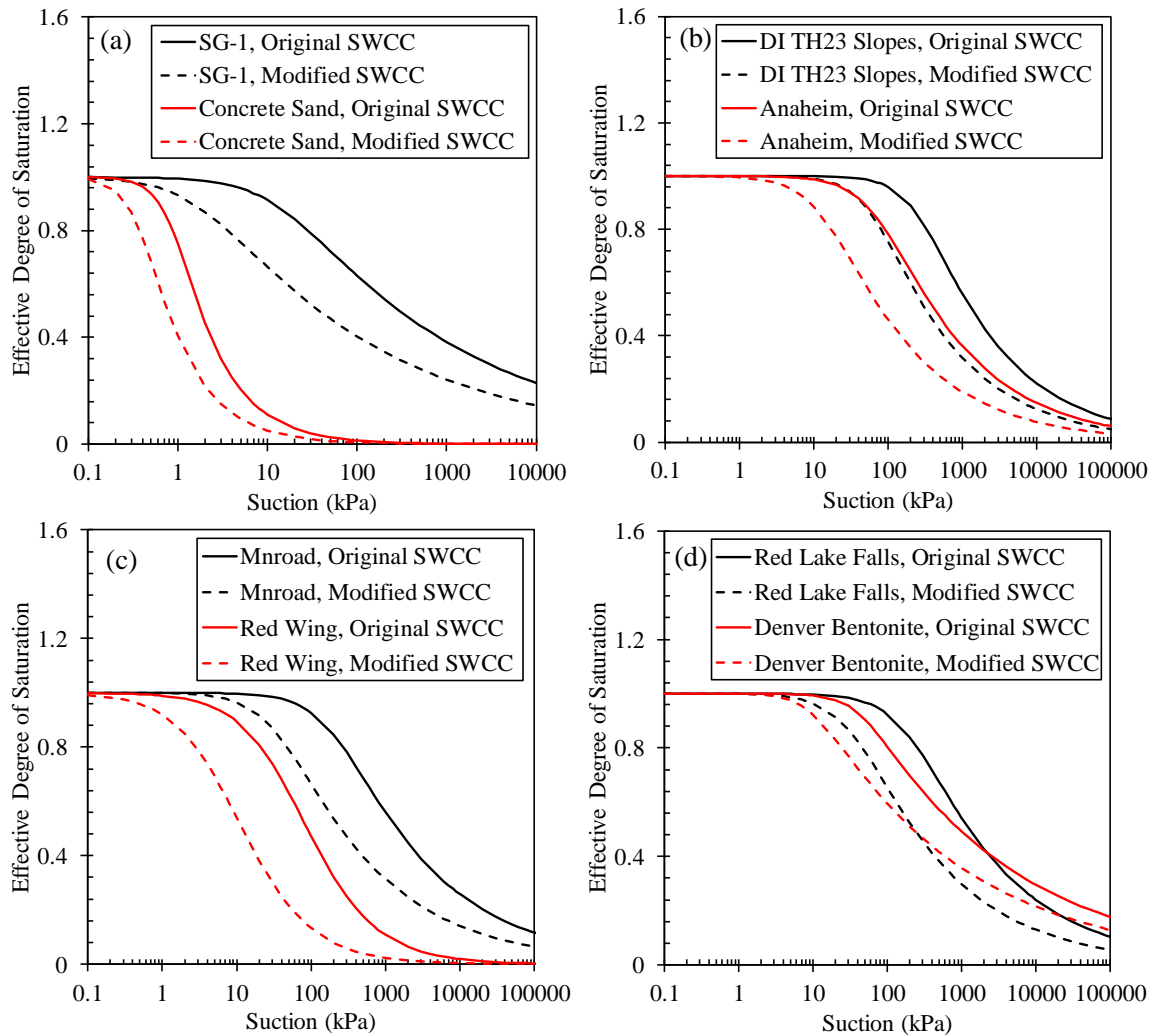 (a)
SG-1, Original SWCC
SG-1, Modified SWCC
Concrete Sand, Original SWCC
Concrete Sand, Modified SWCC
Effective Degree of Saturation
1.6
1.2
0.8
0.4
0
0.1 1 10 100 1000 10000
Suction (kPa)
(b)
DI TH23 Slopes, Original SWCC
DI TH23 Slopes, Modified SWCC
Anaheim, Original SWCC
Anaheim, Modified SWCC
Effective Degree of Saturation
1.6
1.2
0.8
0.4
0
0.1 1 10 100 1000 10000 100000
Suction (kPa)
(c)
Mnroad, Original SWCC
Mnroad, Modified SWCC
Red Wing, Original SWCC
Red Wing, Modified SWCC
Effective Degree of Saturation
1.6
1.2
0.8
0.4
0
0.1 1 10 100 1000 10000 100000
Suction (kPa)
(d)
Red Lake Falls, Original SWCC
Red Lake Falls, Modified SWCC
Denver Bentonite, Original SWCC
Denver Bentonite, Modified SWCC
Effective Degree of Saturation
1.6
1.2
0.8
0.4
0
0.1 1 10 100 1000 10000 100000
Suction (kPa)